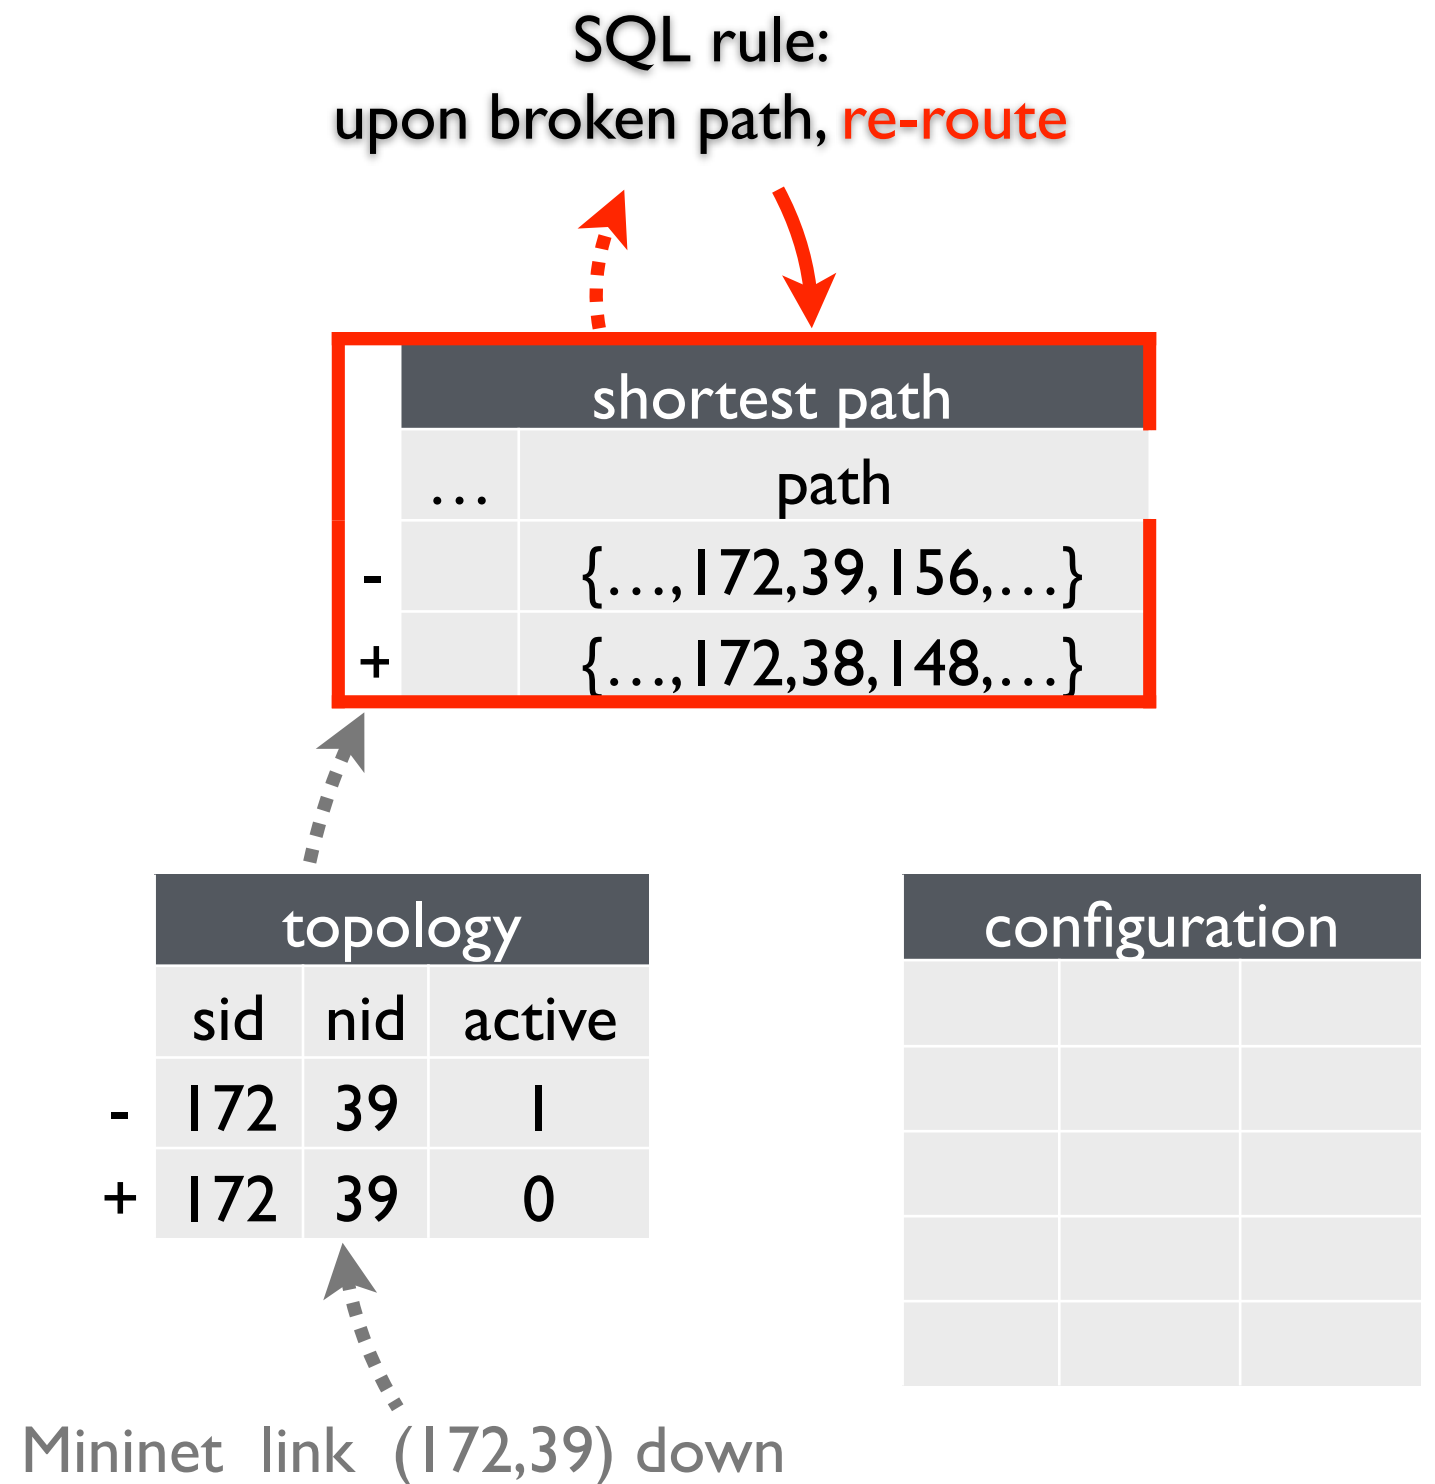 SQL rule:
upon broken path, re-route
shortest path
… path
- {…,172,39,156,…}
+ {…,172,38,148,…}
topology
sid nid active
- 172 39 1
+ 172 39 0
configuration
Mininet link (172,39) down